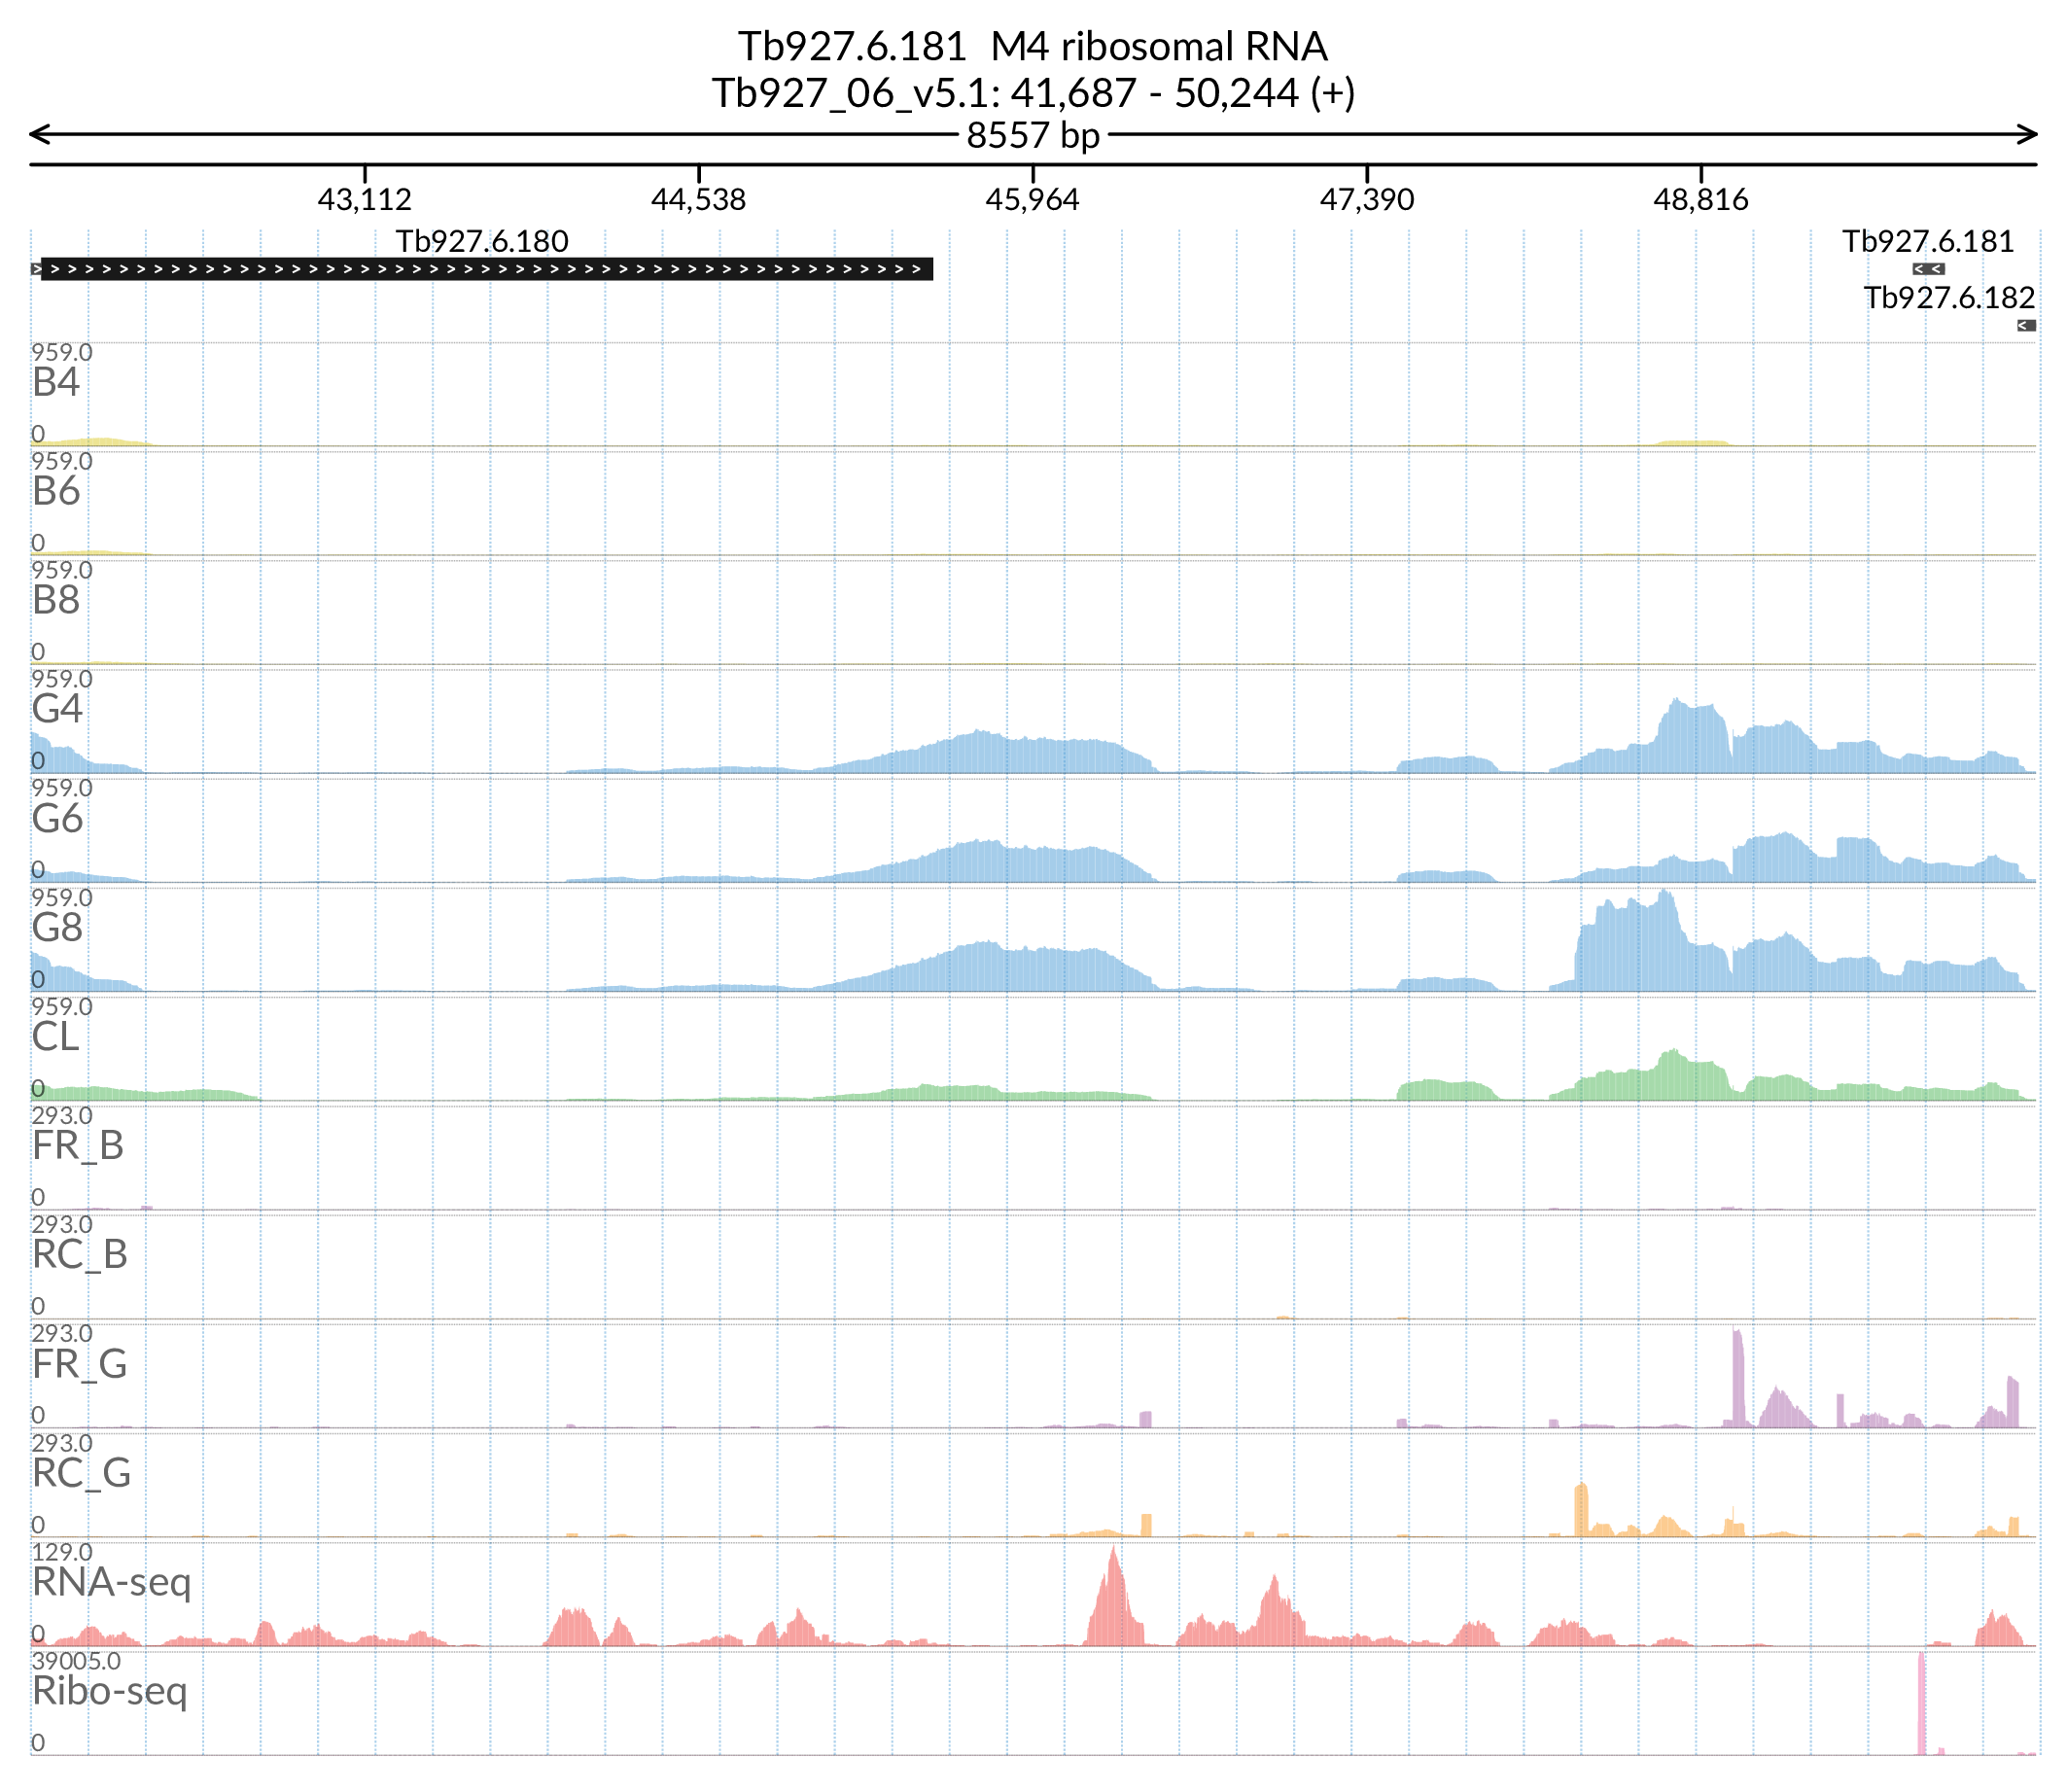 Tb927.6.181 M4 ribosomal RNA
Tb927_06_v5.1: 41,687 - 50,244 (+)
8557 bp
43,112 44,538 45,964 47,390 48,816
Tb927.6.180 Tb927.6.181
Tb927.6.182
959.0
B4
0
959.0
B6
0
959.0
B8
0
959.0
G4
0
959.0
G6
0
959.0
G8
0
959.0
CL
0
293.0
FR_B
0
293.0
RC_B
0
293.0
FR_G
0
293.0
RC_G
0
129.0
RNA-seq
0
39005.0
Ribo-seq
0